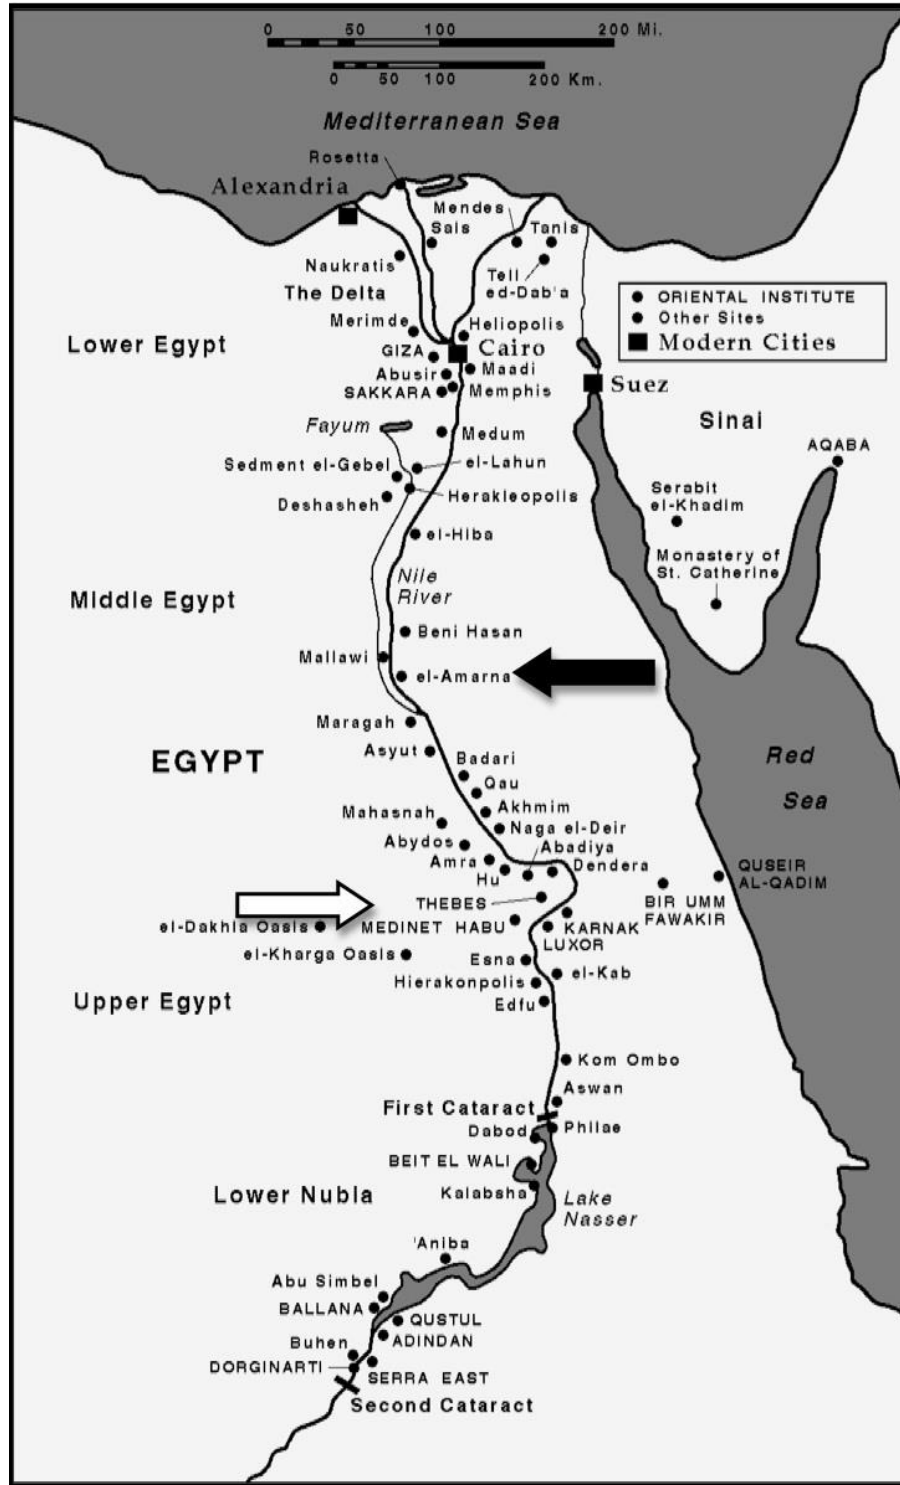 0 50 100 200 Mi.
0 50 100 200 Km.
Mediterranean Sea
Rosetta
Alexandria
Mendes
Sais
Tanis
Naukratis
Tell
ed-Dab'a
The Delta
ORIENTAL INSTITUTE
Other Sites
Modern Cities
Merimde
Heliopolis
Lower Egypt
GIZA
Cairo
Abusir
Maadi
SAKKARA
Memphis
Suez
Sinai
Fayum
Medum
AQABA
Sedment el-Gebel
el-Lahun
Deshasheh
Herakleopolis
Serabit
el-Khadim
el-Hiba
Monastery of
St. Catherine
Nile
River
Middle Egypt
Beni Hasan
Mallawi
el-Amarna
Maragah
Asyut
EGYPT
Badari
Qau
Red
Sea
Mahasnah
Akhmim
Naga el-Deir
Abydos
Abadiya
Amra
Dendera
Hu
QUSEIR
AL-QADIM
THEBES
BIR UMM
FAWAKIR
el-Dakhla Oasis
MEDINET HABU
KARNAK
LUXOR
el-Kharga Oasis
Esna
el-Kab
Hierakonpolis
Upper Egypt
Edfu
Kom Ombo
Aswan
First Cataract
Dabod
Philae
BEIT EL WALI
Lower Nubia
Kalabsha
Lake
Nasser
'Aniba
Abu Simbel
BALLANA
QUSTUL
ADINDAN
Buhen
DORGINARTI
SERRA EAST
Second Cataract